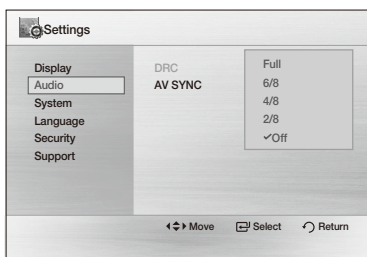 Settings
Display
Audio
System
Language
Security
Support
DRC
AV SYNC
Full
6/8
4/8
2/8
✔Off
Move Select Return